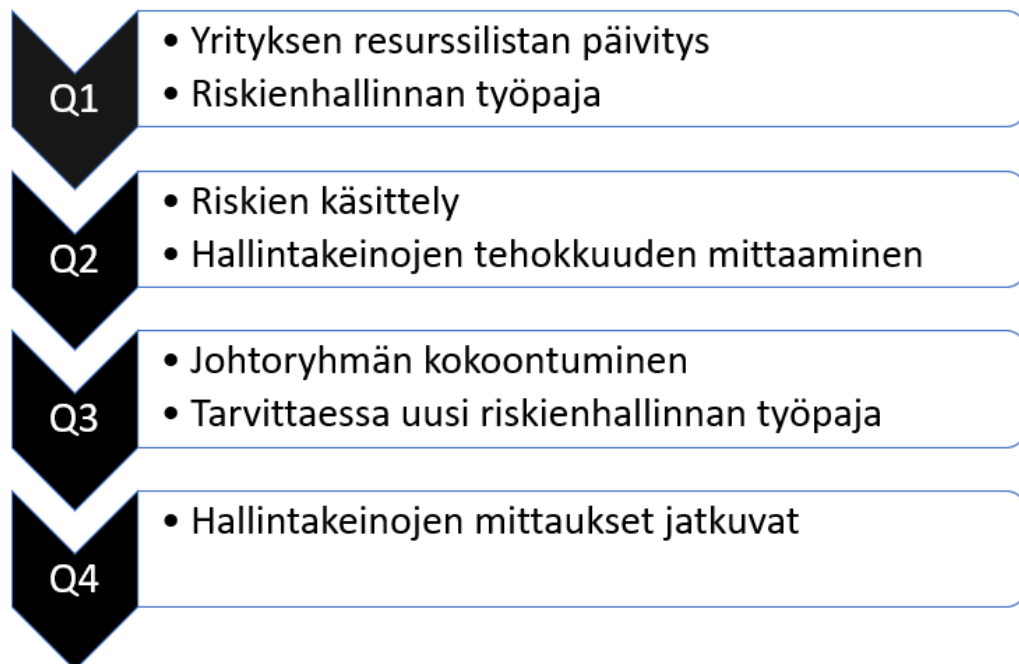 Q1
• Yrityksen resurssilistan päivitys
• Riskienhallinnan työpaja
Q2
• Riskien käsittely
• Hallintakeinojen tehokkuuden mittaaminen
Q3
• Johtoryhmän kokoontuminen
• Tarvittaessa uusi riskienhallinnan työpaja
Q4
• Hallintakeinojen mittaukset jatkuvat